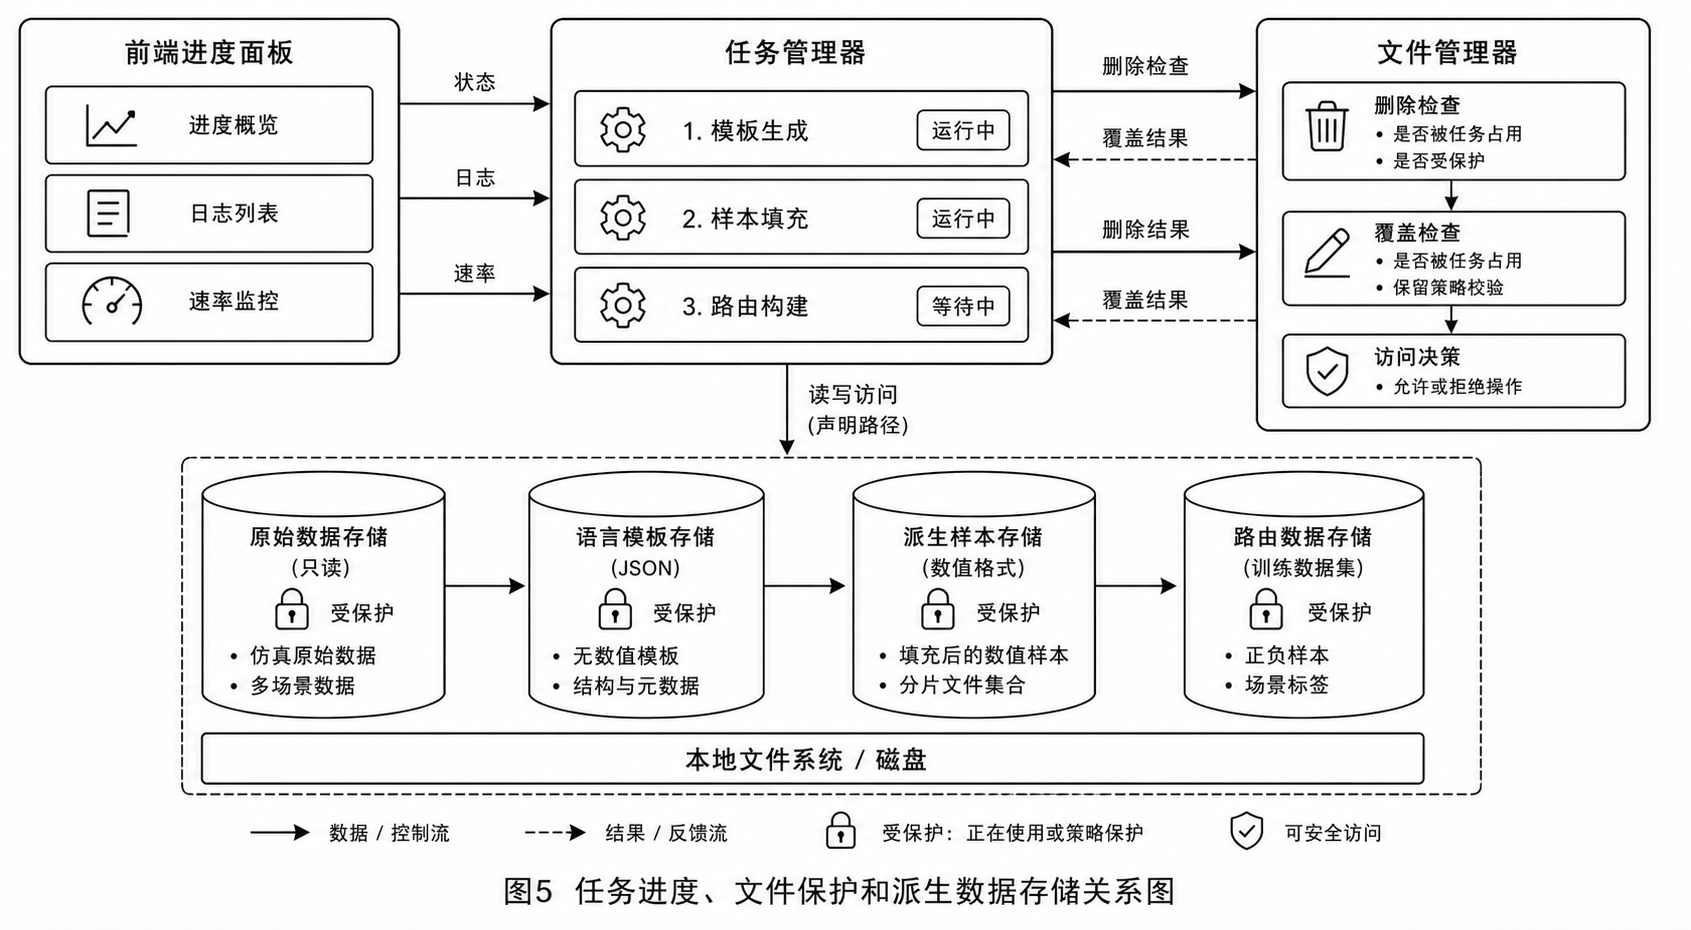 前端进度面板
进度概览
日志列表
速率监控
状态
日志
速率
任务管理器
1. 模板生成
运行中
2. 样本填充
运行中
3. 路由构建
等待中
删除检查
覆盖结果
删除结果
覆盖结果
文件管理器
删除检查
• 是否被任务占用
• 是否受保护
覆盖检查
• 是否被任务占用
• 保留策略校验
访问决策
• 允许或拒绝操作
读写访问
(声明路径)
原始数据存储
(只读)
受保护
• 仿真原始数据
• 多场景数据
语言模板存储
(JSON)
受保护
• 无数值模板
• 结构与元数据
派生样本存储
(数值格式)
受保护
• 填充后的数值样本
• 分片文件集合
路由数据存储
(训练数据集)
受保护
• 正负样本
• 场景标签
本地文件系统 / 磁盘
数据 / 控制流
结果 / 反馈流
受保护：正在使用或策略保护
可安全访问
图5 任务进度、文件保护和派生数据存储关系图